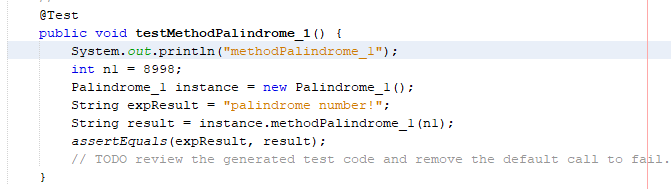 @Test
public void testMethodPalindrome_1() {
System.out.println("methodPalindrome_1");
int n1 = 8998;
Palindrome_1 instance = new Palindrome_1();
String expResult = "palindrome number!";
String result = instance.methodPalindrome_1(n1);
assertEquals(expResult, result);
// TODO review the generated test code and remove the default call to fail.
}